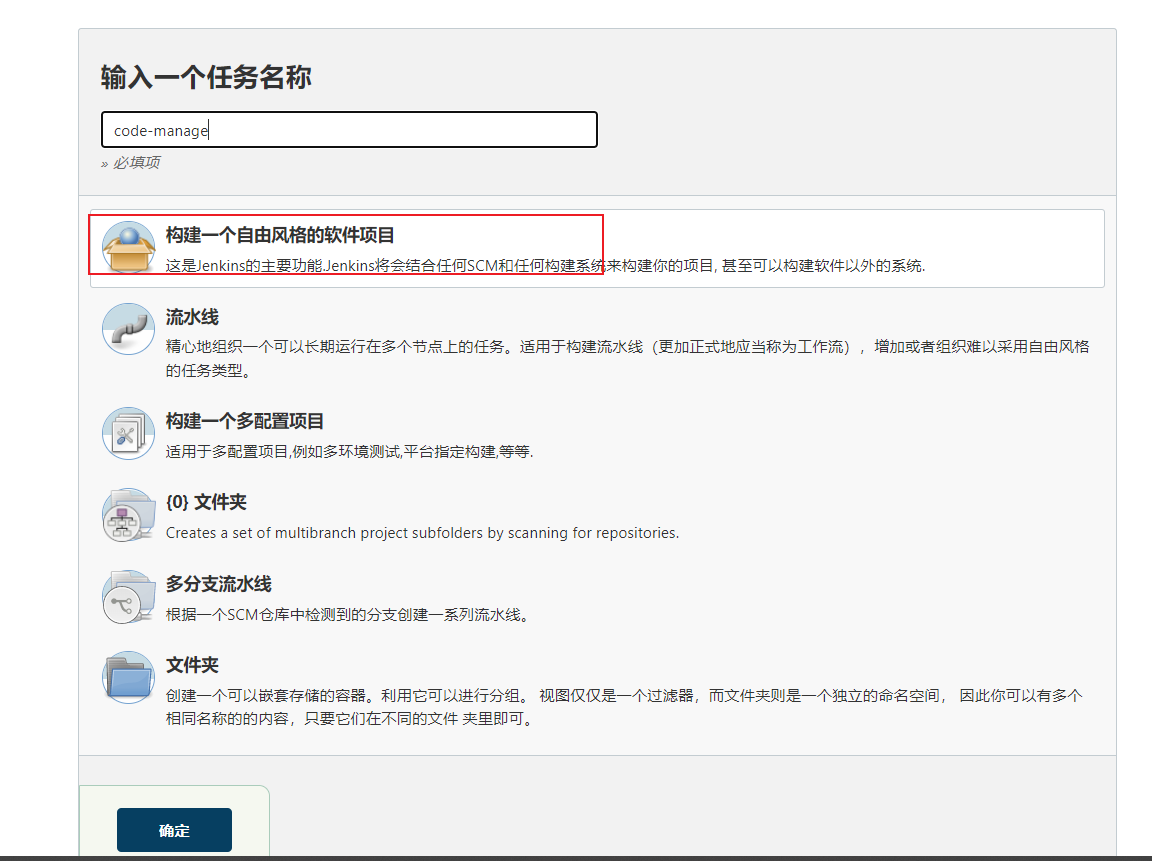 输入一个任务名称
code-manage
» 必填项
构建一个自由风格的软件项目
这是Jenkins的主要功能.Jenkins将会结合任何SCM和任何构建系统来构建你的项目, 甚至可以构建软件以外的系统.
流水线
精心地组织一个可以长期运行在多个节点上的任务。适用于构建流水线（更加正式地应当称为工作流），增加或者组织难以采用自由风格
的任务类型。
构建一个多配置项目
适用于多配置项目,例如多环境测试,平台指定构建,等等.
{0} 文件夹
Creates a set of multibranch project subfolders by scanning for repositories.
多分支流水线
根据一个SCM仓库中检测到的分支创建一系列流水线。
文件夹
创建一个可以嵌套存储的容器。利用它可以进行分组。 视图仅仅是一个过滤器，而文件夹则是一个独立的命名空间， 因此你可以有多个
相同名称的的内容，只要它们在不同的文件 夹里即可。
确定